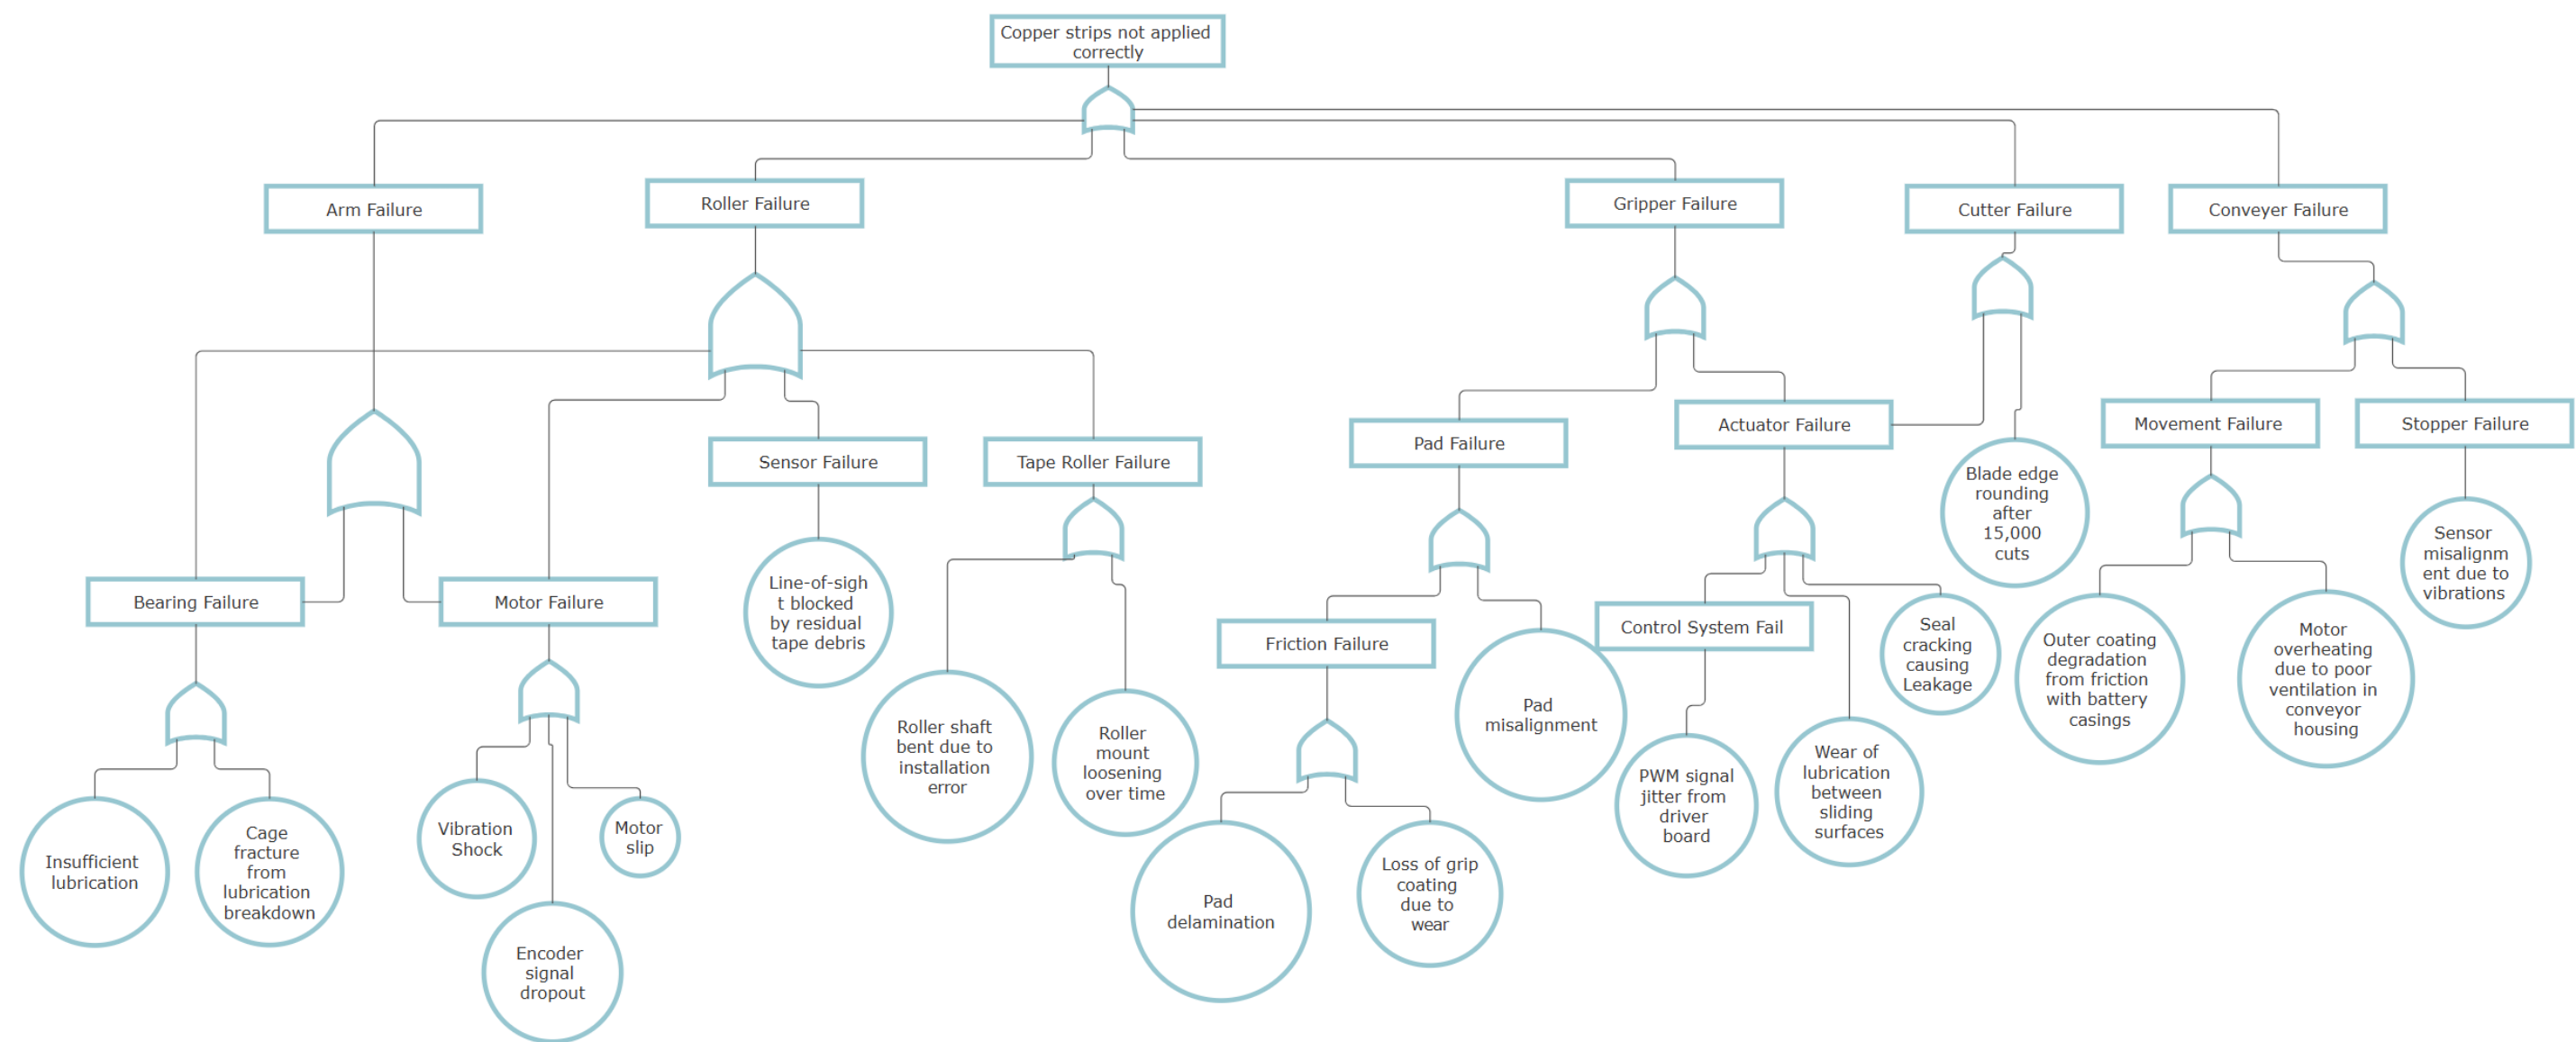 Copper strips not applied
correctly
Arm Failure
Roller Failure
Gripper Failure
Cutter Failure
Conveyer Failure
Bearing Failure
Motor Failure
Sensor Failure
Tape Roller Failure
Pad Failure
Actuator Failure
Movement Failure
Stopper Failure
Friction Failure
Control System Fail
Insufficient
lubrication
Cage
fracture
from
lubrication
breakdown
Vibration
Shock
Encoder
signal
dropout
Motor
slip
Line-of-sigh
t blocked
by residual
tape debris
Roller shaft
bent due to
installation
error
Roller
mount
loosening
over time
Pad
delamination
Loss of grip
coating
due to
wear
Pad
misalignment
PWM signal
jitter from
driver
board
Wear of
lubrication
between
sliding
surfaces
Seal
cracking
causing
Leakage
Blade edge
rounding
after
15,000
cuts
Outer coating
degradation
from friction
with battery
casings
Motor
overheating
due to poor
ventilation in
conveyor
housing
Sensor
misalignm
ent due to
vibrations